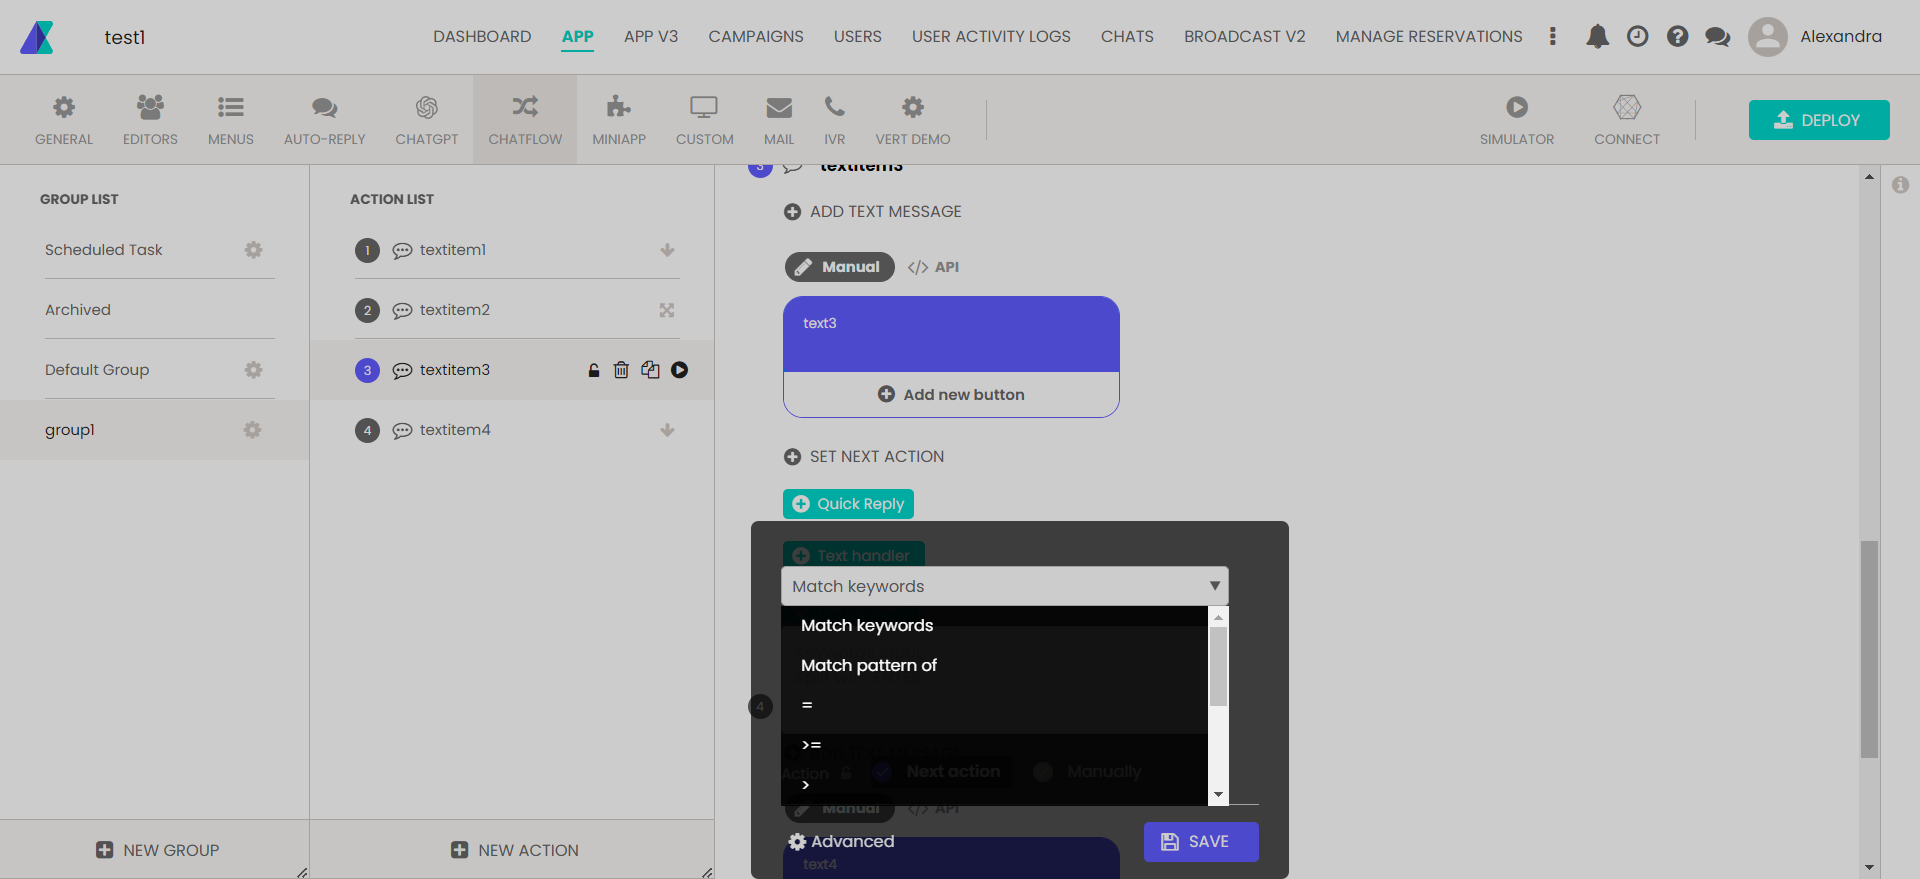 test1
DASHBOARD
APP
APP V3
CAMPAIGNS
USERS
USER ACTIVITY LOGS
CHATS
BROADCAST V2
MANAGE RESERVATIONS
Alexandra
GENERAL
EDITORS
MENUS
AUTO-REPLY
CHATGPT
CHATFLOW
MINIAPP
CUSTOM
MAIL
IVR
VERT DEMO
SIMULATOR
CONNECT
DEPLOY
GROUP LIST
Scheduled Task
Archived
Default Group
group1
NEW GROUP
ACTION LIST
1 textitem1
2 textitem2
3 textitem3
4 textitem4
NEW ACTION
3 textitem3
ADD TEXT MESSAGE
Manual
</> API
text3
Add new button
SET NEXT ACTION
Quick Reply
Text handler
Match keywords
Match keywords
Match pattern of
=
>=
>
4
Action
Next action
Manually
Manual
</> API
Advanced
SAVE
text4